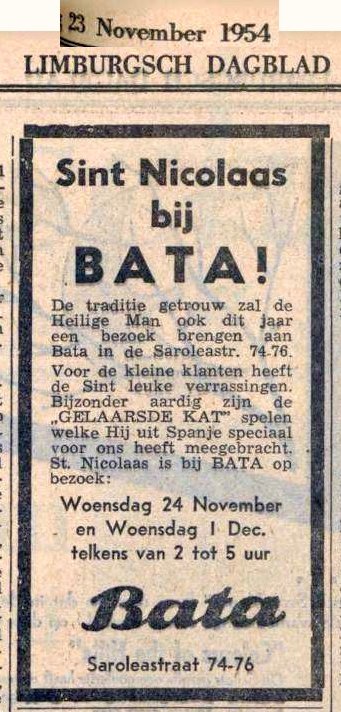 23 November 1954
LIMBURGSCH DAGBLAD
Sint Nicolaas
bij
BATA!
De traditie getrouw zal de
Heilige Man ook dit jaar
een bezoek brengen aan
Bata in de Saroleastr. 74-76.
Voor de kleine klanten heeft
de Sint leuke verrassingen.
Bijzonder aardig zijn de
„GELAARSDE KAT” spelen
welke Hij uit Spanje speciaal
voor ons heeft meegebracht.
St. Nicolaas is bij BATA op
bezoek:
Woensdag 24 November
en Woensdag 1 Dec.
telkens van 2 tot 5 uur
Bata
Saroleastraat 74-76